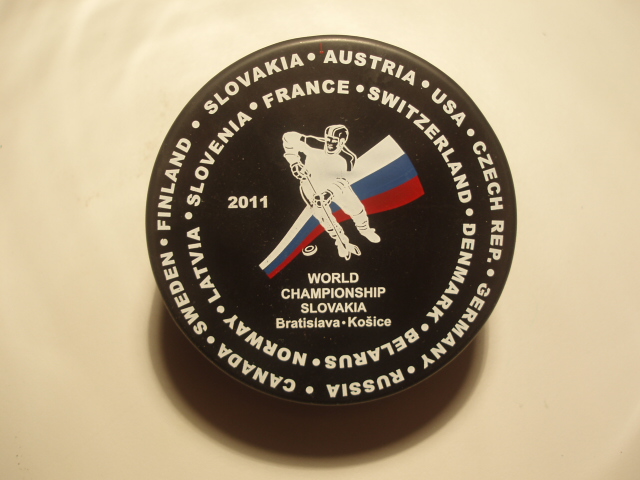 SLOVAKIA • AUSTRIA • USA • CZECH REP. • GERMANY • RUSSIA • CANADA • SWEDEN • FINLAND •
SLOVENIA • FRANCE • SWITZERLAND • DENMARK • BELARUS • NORWAY • LATVIA •
2011
WORLD
CHAMPIONSHIP
SLOVAKIA
Bratislava • Košice